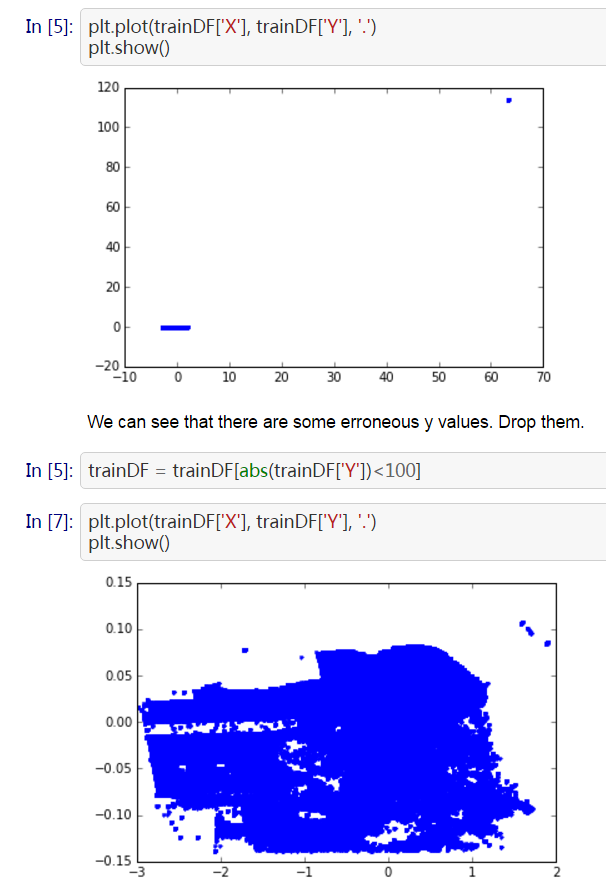 In [5]: plt.plot(trainDF['X'], trainDF['Y'], '.')
plt.show()
120
100
80
60
40
20
0
−20
−10 0 10 20 30 40 50 60 70
We can see that there are some erroneous y values. Drop them.
In [5]: trainDF = trainDF[abs(trainDF['Y'])<100]
In [7]: plt.plot(trainDF['X'], trainDF['Y'], '.')
plt.show()
0.15
0.10
0.05
0.00
−0.05
−0.10
−0.15
−3 −2 −1 0 1 2